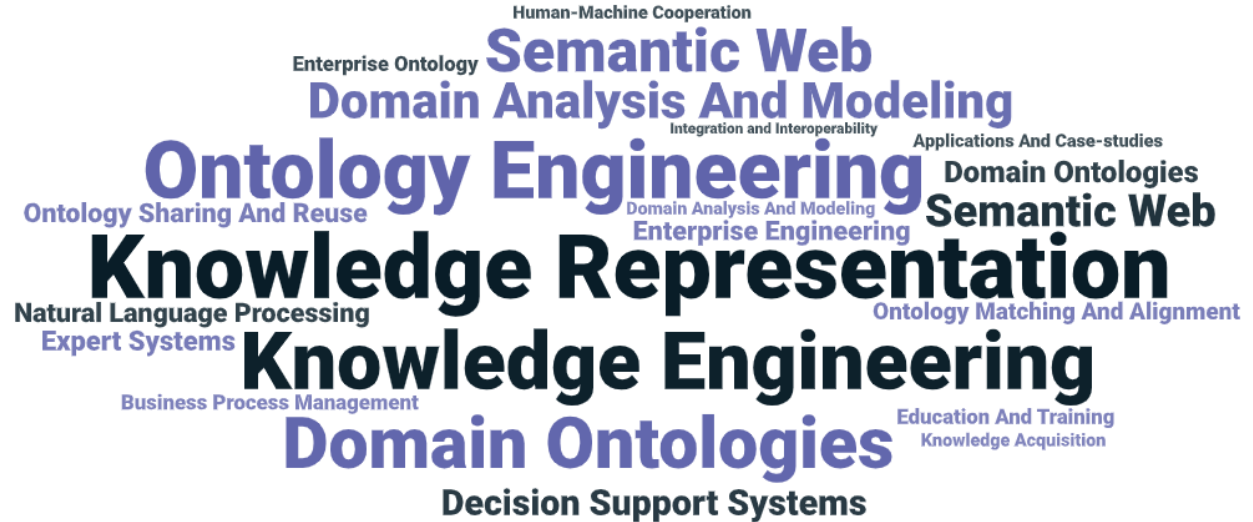 Human-Machine Cooperation
Semantic Web
Enterprise Ontology
Domain Analysis And Modeling
Integration and Interoperability
Applications And Case-studies
Ontology Engineering
Domain Ontologies
Ontology Sharing And Reuse
Domain Analysis And Modeling
Semantic Web
Enterprise Engineering
Knowledge Representation
Natural Language Processing
Ontology Matching And Alignment
Expert Systems
Knowledge Engineering
Business Process Management
Education And Training
Domain Ontologies
Knowledge Acquisition
Decision Support Systems